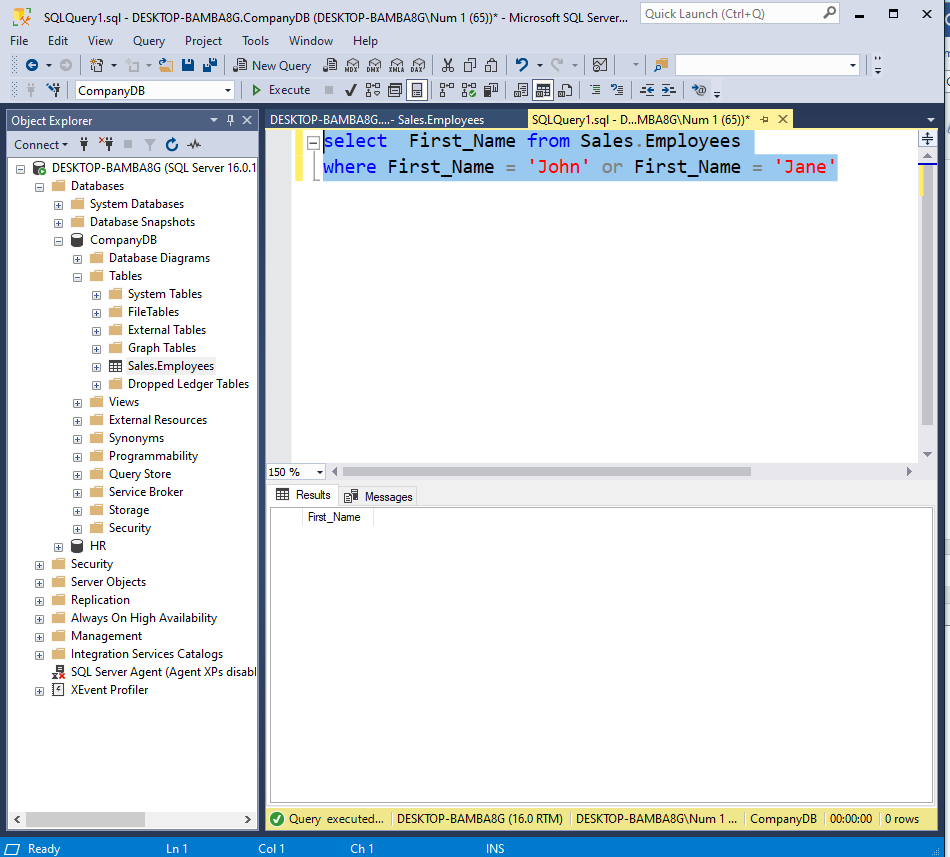 SQLQuery1.sql - DESKTOP-BAMBA8G.CompanyDB (DESKTOP-BAMBA8G\Num 1 (65))* - Microsoft SQL Server...
Quick Launch (Ctrl+Q)
File Edit View Query Project Tools Window Help
New Query MDX DMX XMLA DAX
CompanyDB Execute
Object Explorer
Connect
DESKTOP-BAMBA8G (SQL Server 16.0.1
Databases
System Databases
Database Snapshots
CompanyDB
Database Diagrams
Tables
System Tables
FileTables
External Tables
Graph Tables
Sales.Employees
Dropped Ledger Tables
Views
External Resources
Synonyms
Programmability
Query Store
Service Broker
Storage
Security
HR
Security
Server Objects
Replication
Always On High Availability
Management
Integration Services Catalogs
SQL Server Agent (Agent XPs disabl
XEvent Profiler
DESKTOP-BAMBA8G....- Sales.Employees
SQLQuery1.sql - D...MBA8G\Num 1 (65))*
select  First_Name from Sales.Employees
where First_Name = 'John' or First_Name = 'Jane'
150 %
Results Messages
First_Name
Query executed... DESKTOP-BAMBA8G (16.0 RTM) DESKTOP-BAMBA8G\Num 1 ... CompanyDB 00:00:00 0 rows
Ready Ln 1 Col 1 Ch 1 INS